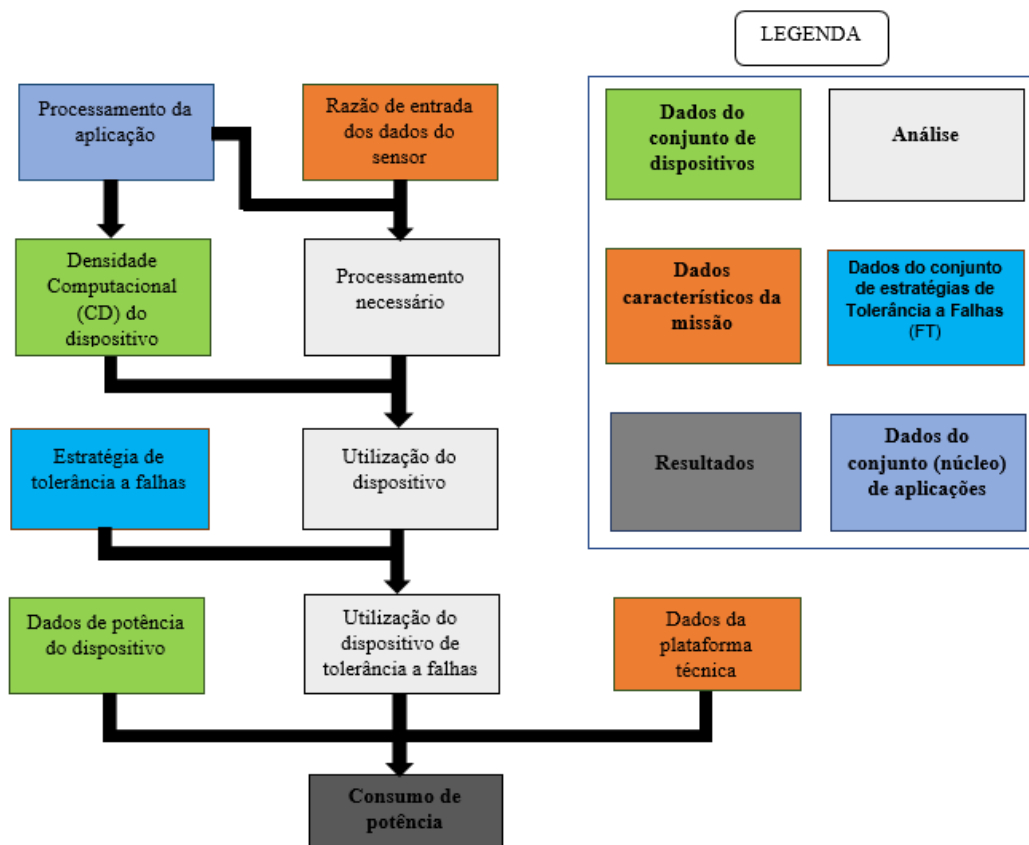 LEGENDA
Processamento da
aplicação
Razão de entrada
dos dados do
sensor
Dados do
conjunto de
dispositivos
Análise
Densidade
Computacional
(CD) do
dispositivo
Processamento
necessário
Dados
característicos da
missão
Dados do conjunto
de estratégias de
Tolerância a Falhas
(FT)
Estratégia de
tolerância a falhas
Utilização do
dispositivo
Resultados
Dados do
conjunto (núcleo)
de aplicações
Dados de potência
do dispositivo
Utilização do
dispositivo de
tolerância a falhas
Dados da
plataforma
técnica
Consumo de
potência